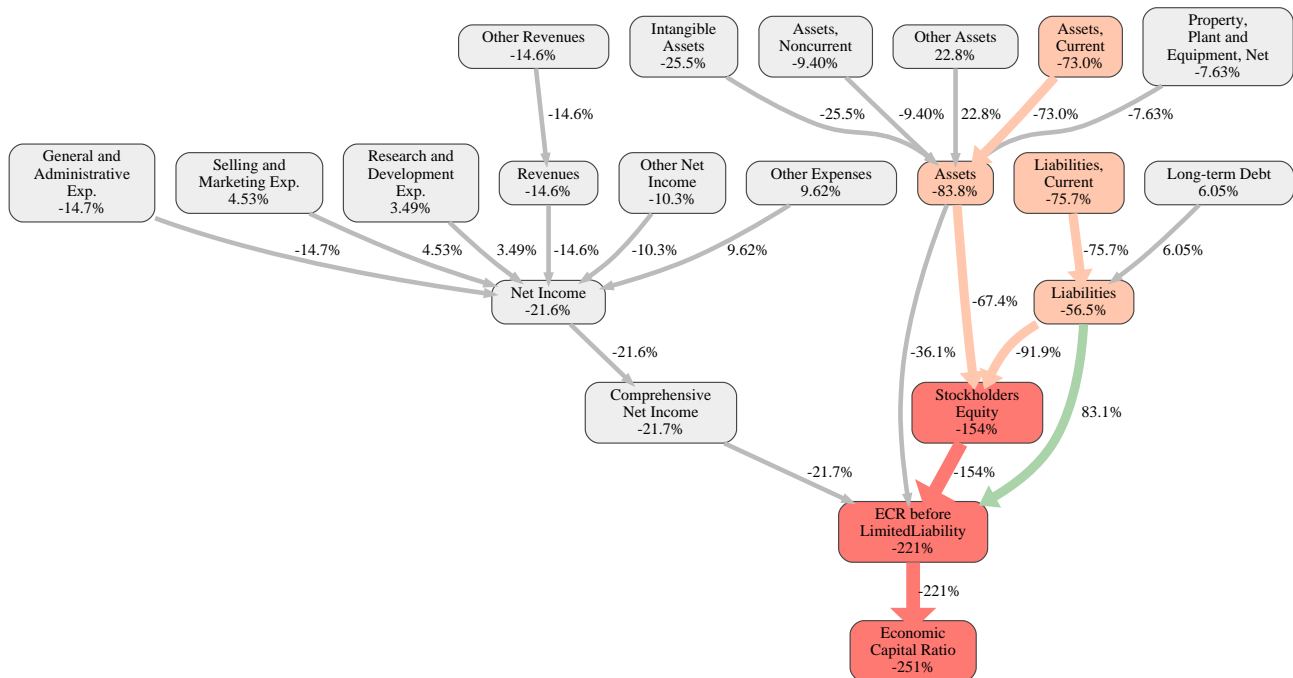 Other Revenues
-14.6%
Intangible
Assets
-25.5%
Assets,
Noncurrent
-9.40%
Other Assets
22.8%
Assets,
Current
-73.0%
Property,
Plant and
Equipment, Net
-7.63%
-14.6%
-25.5%
-9.40%
22.8%
-73.0%
-7.63%
General and
Administrative
Exp.
-14.7%
Selling and
Marketing Exp.
4.53%
Research and
Development
Exp.
3.49%
Revenues
-14.6%
Other Net
Income
-10.3%
Other Expenses
9.62%
Assets
-83.8%
Liabilities,
Current
-75.7%
Long-term Debt
6.05%
-14.7%
4.53%
3.49%
-14.6%
-10.3%
9.62%
-75.7%
6.05%
Net Income
-21.6%
Liabilities
-56.5%
-67.4%
-21.6%
-36.1%
-91.9%
Comprehensive
Net Income
-21.7%
Stockholders
Equity
-154%
83.1%
-21.7%
-154%
ECR before
LimitedLiability
-221%
-221%
Economic
Capital Ratio
-251%